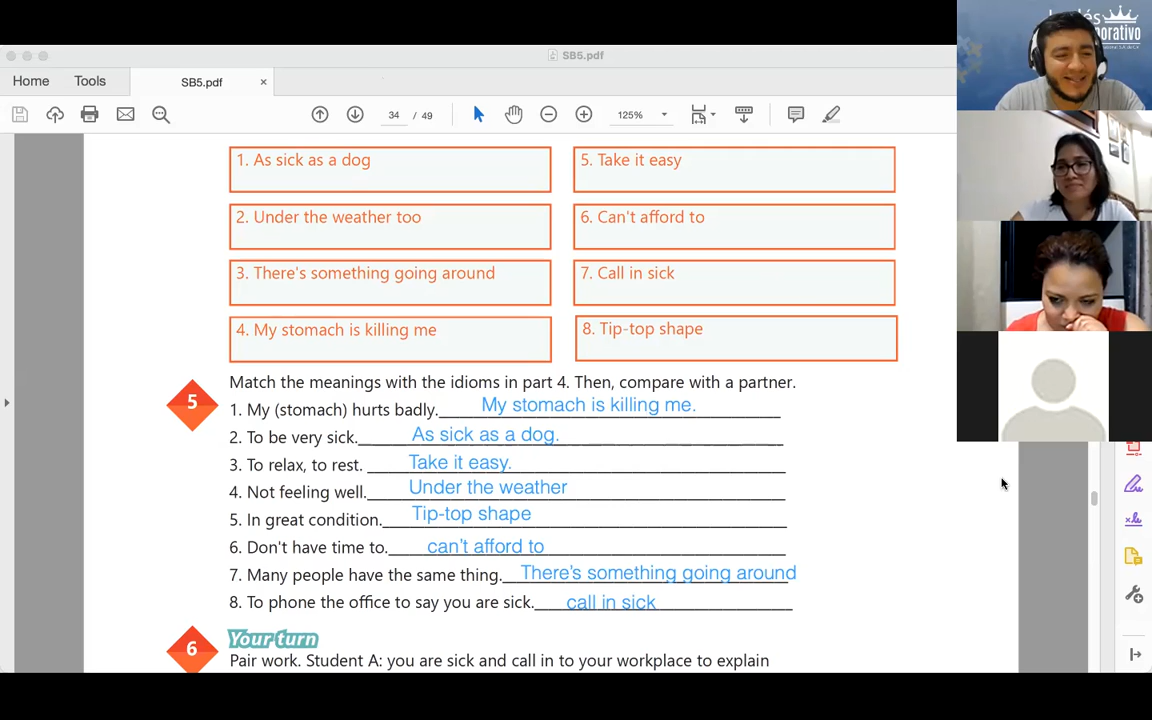 SB5.pdf
Home Tools SB5.pdf ×
34 / 49 125%
1. As sick as a dog
5. Take it easy
2. Under the weather too
6. Can't afford to
3. There's something going around
7. Call in sick
4. My stomach is killing me
8. Tip-top shape
5
Match the meanings with the idioms in part 4. Then, compare with a partner.
1. My (stomach) hurts badly. My stomach is killing me.
2. To be very sick. As sick as a dog.
3. To relax, to rest. Take it easy.
4. Not feeling well. Under the weather
5. In great condition. Tip-top shape
6. Don't have time to. can't afford to
7. Many people have the same thing. There's something going around
8. To phone the office to say you are sick. call in sick
6
Your turn
Pair work. Student A: you are sick and call in to your workplace to explain